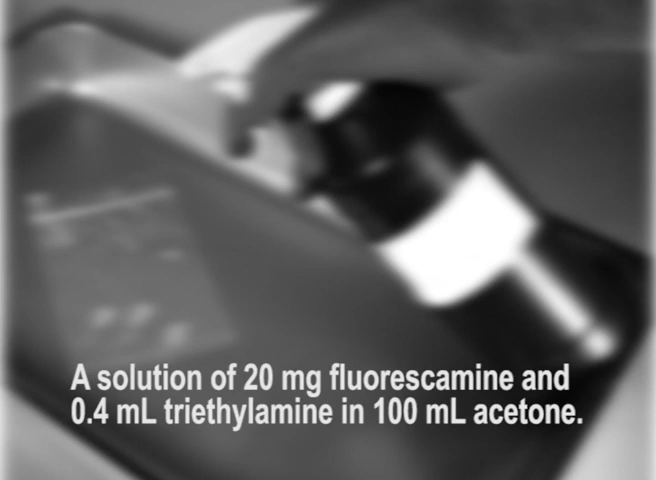 A solution of 20 mg fluorescamine and
0.4 mL triethylamine in 100 mL acetone.